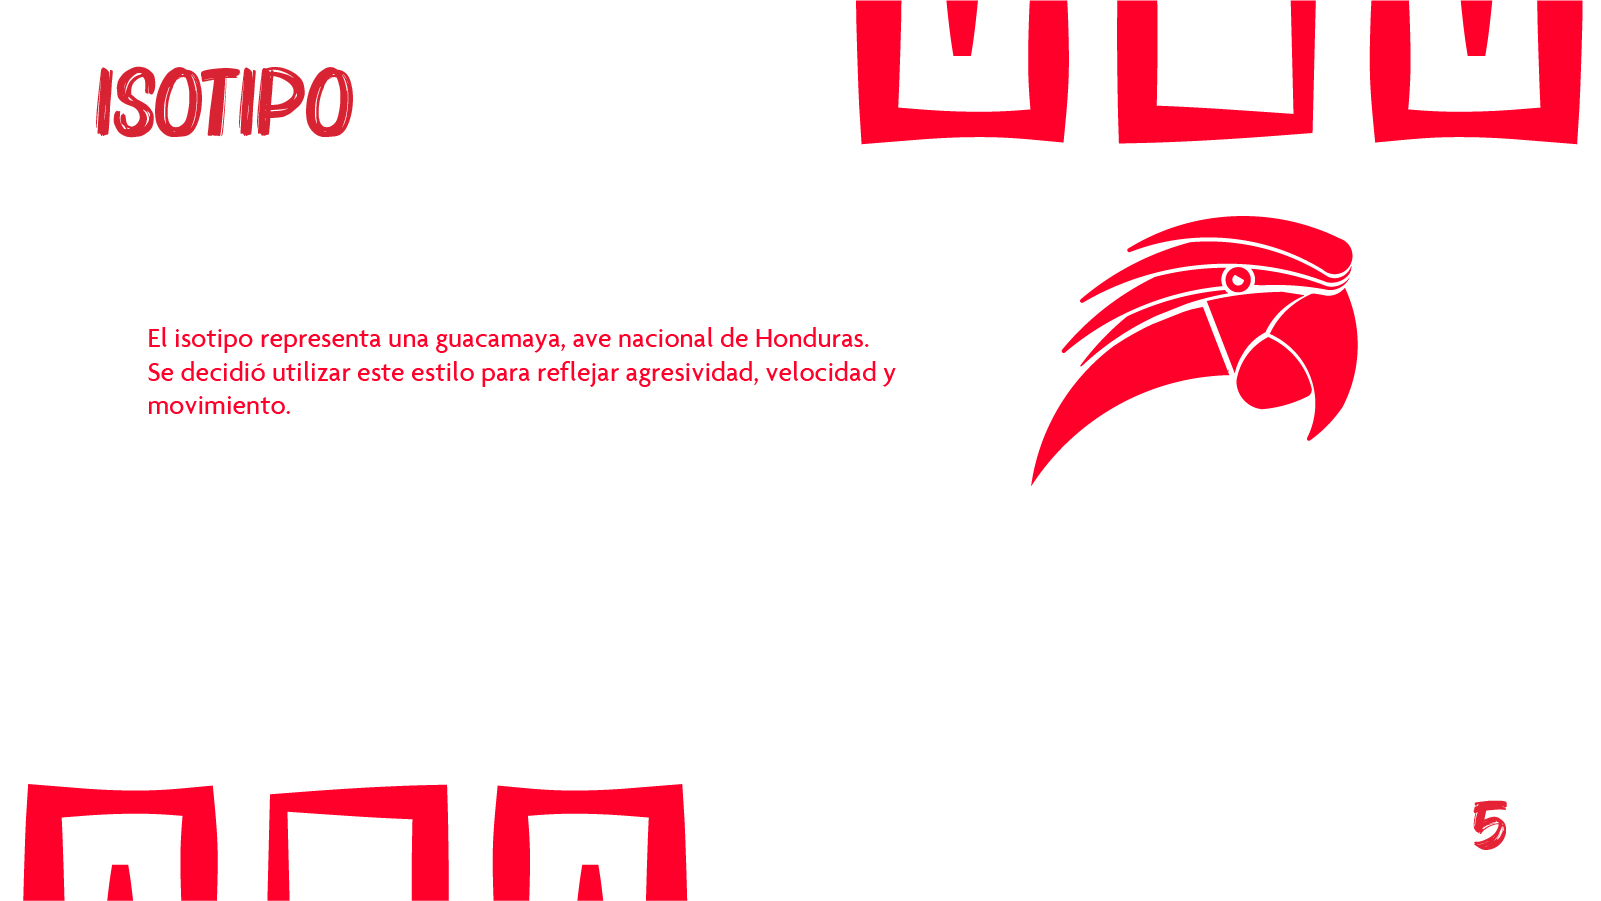 ISOTIPO
El isotipo representa una guacamaya, ave nacional de Honduras.
Se decidió utilizar este estilo para reflejar agresividad, velocidad y
movimiento.
5